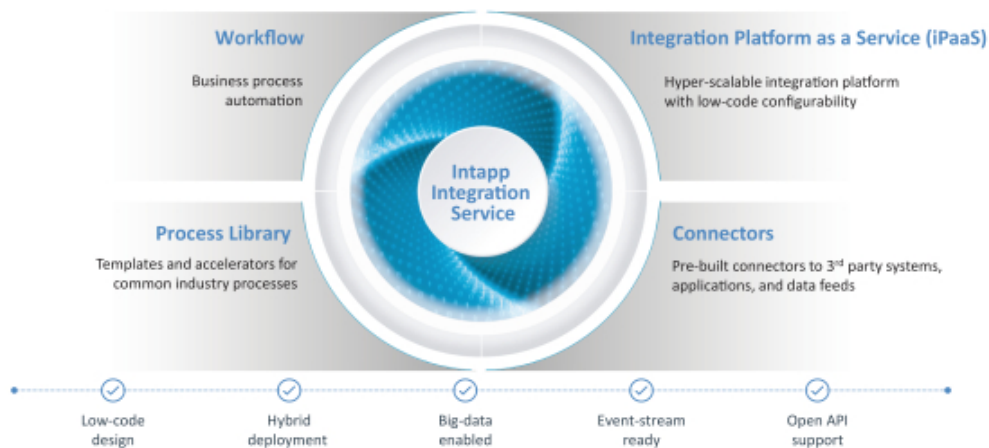 Workflow
Business process
automation
Integration Platform as a Service (iPaaS)
Hyper-scalable integration platform
with low-code configurability
Intapp
Integration
Service
Process Library
Templates and accelerators for
common industry processes
Connectors
Pre-built connectors to 3rd party systems,
applications, and data feeds
Low-code
design
Hybrid
deployment
Big-data
enabled
Event-stream
ready
Open API
support